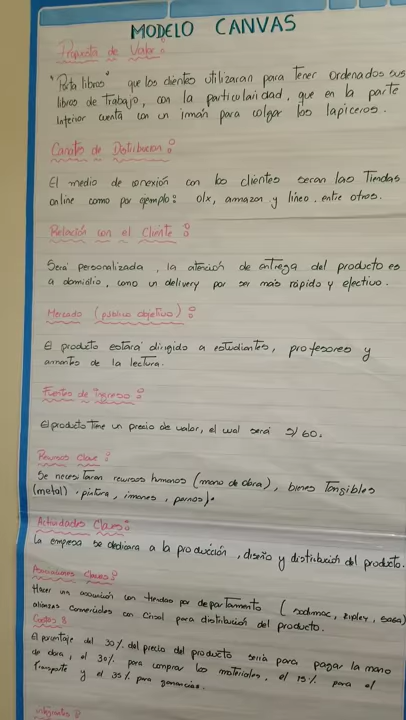 MODELO CANVAS
Propuesta de Valor:
"Porta libros" que los clientes utilizaran para Tener ordenados sus
libros de Trabajo, con la particularidad, que en la parte
Inferior cuenta con un imán para colgar los lapiceros.
Canales de Distribución:
El medio de conexión con los clientes seran las Tiendas
online como por ejemplo: olx, amazon y lineo. entre otros.
Relación con el Cliente:
Será personalizada, la atención de entrega del producto es
a domicilio, como un delivery por ser más rápido y efectivo.
Mercado (público objetivo):
El producto estará dirigido a estudiantes, profesores y
amantes de la lectura.
Fuentes de Ingreso:
El producto Tine un precio de valor, el cual será S/ 60.
Recursos Clave:
Se necesitaran recursos humanos (mano de obra), bienes Tangibles
(metal), pintura, imanes, pernos).
Actividades Claves:
La empresa se dedicara a la producción, diseño y distribución del producto.
Asociaciones Claves:
Hacer una asociación con tiendas por departamento (sodimac, ripley, saga)
alianzas comerciales con para distribución del producto.
Costos:
El porcentaje del 30% del precio del producto sería para pagar la mano
de obra, el 30% para comprar los materiales, el 15% para el
Transporte y el 35% para ganancias.
Integrantes: